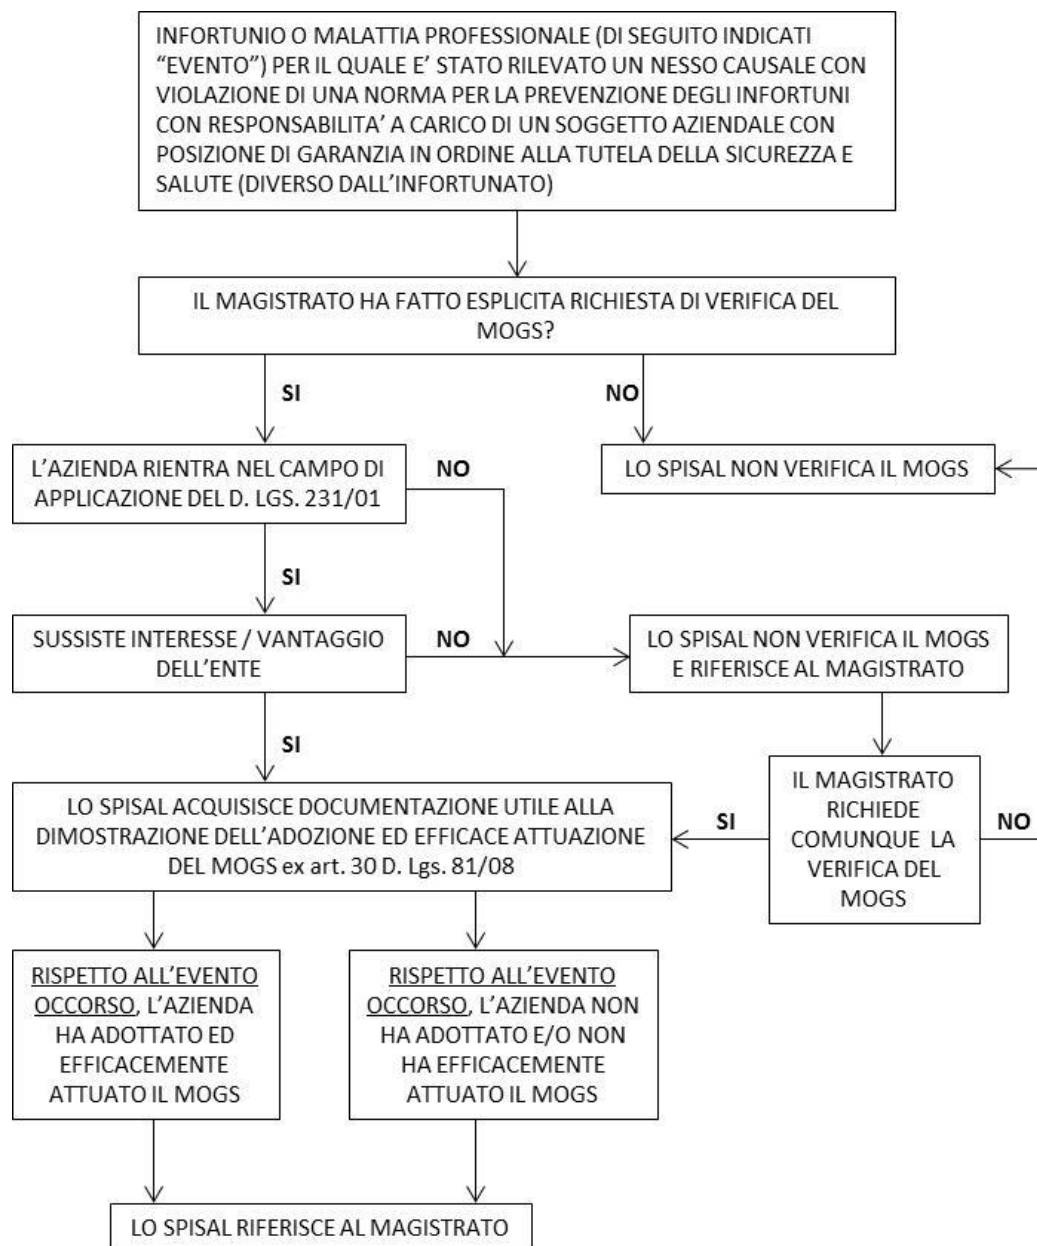 INFORTUNIO O MALATTIA PROFESSIONALE (DI SEGUITO INDICATI
“EVENTO”) PER IL QUALE E’ STATO RILEVATO UN NESSO CAUSALE CON
VIOLAZIONE DI UNA NORMA PER LA PREVENZIONE DEGLI INFORTUNI
CON RESPONSABILITA’ A CARICO DI UN SOGGETTO AZIENDALE CON
POSIZIONE DI GARANZIA IN ORDINE ALLA TUTELA DELLA SICUREZZA E
SALUTE (DIVERSO DALL’INFORTUNATO)
IL MAGISTRATO HA FATTO ESPLICITA RICHIESTA DI VERIFICA DEL
MOGS?
SI
NO
L’AZIENDA RIENTRA NEL CAMPO DI
APPLICAZIONE DEL D. LGS. 231/01
NO
LO SPISAL NON VERIFICA IL MOGS
SI
SUSSISTE INTERESSE / VANTAGGIO
DELL’ENTE
NO
LO SPISAL NON VERIFICA IL MOGS
E RIFERISCE AL MAGISTRATO
SI
LO SPISAL ACQUISISCE DOCUMENTAZIONE UTILE ALLA
DIMOSTRAZIONE DELL’ADOZIONE ED EFFICACE ATTUAZIONE
DEL MOGS ex art. 30 D. Lgs. 81/08
SI
IL MAGISTRATO
RICHIEDE
COMUNQUE LA
VERIFICA DEL
MOGS
NO
RISPETTO ALL’EVENTO
OCCORSO, L’AZIENDA
HA ADOTTATO ED
EFFICACEMENTE
ATTUATO IL MOGS
RISPETTO ALL’EVENTO
OCCORSO, L’AZIENDA NON
HA ADOTTATO E/O NON
HA EFFICACEMENTE
ATTUATO IL MOGS
LO SPISAL RIFERISCE AL MAGISTRATO